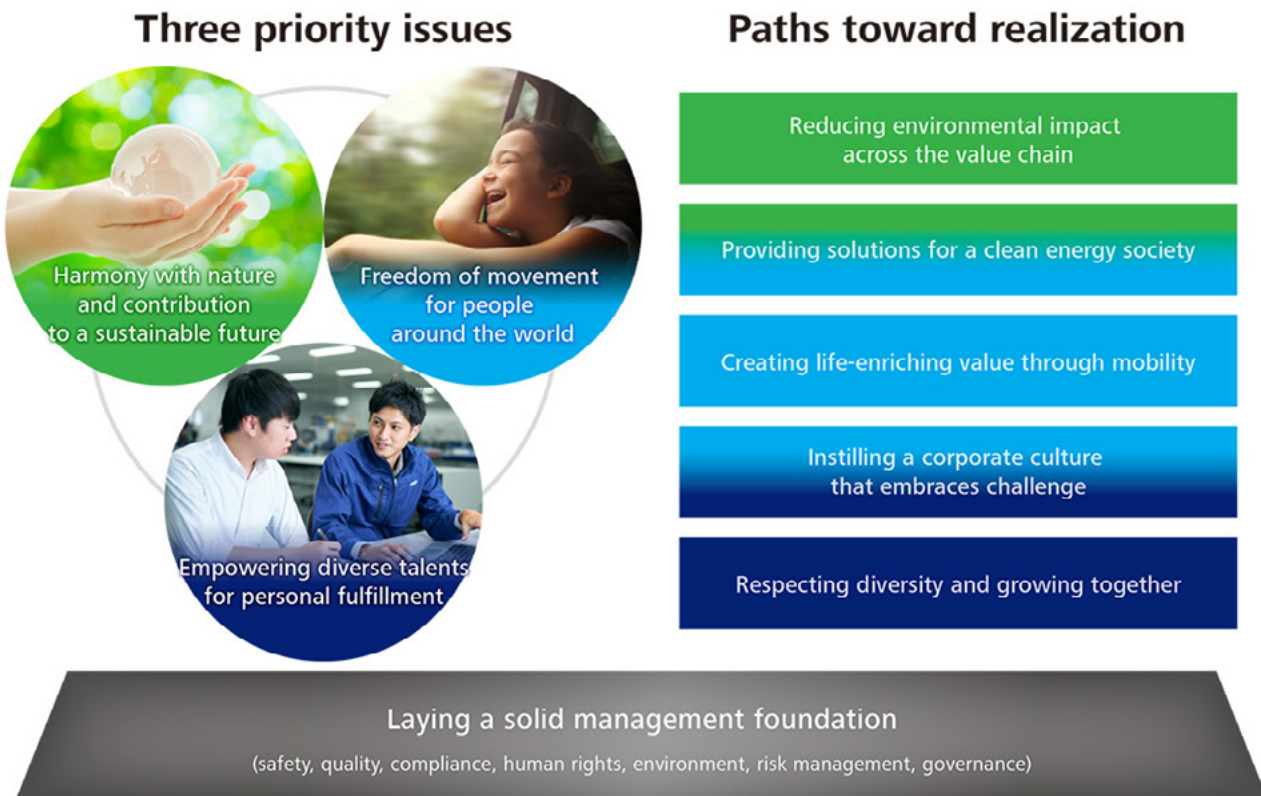 Three priority issues
Harmony with nature
and contribution
to a sustainable future
Freedom of movement
for people
around the world
Empowering diverse talents
for personal fulfillment
Paths toward realization
Reducing environmental impact
across the value chain
Providing solutions for a clean energy society
Creating life-enriching value through mobility
Instilling a corporate culture
that embraces challenge
Respecting diversity and growing together
Laying a solid management foundation
(safety, quality, compliance, human rights, environment, risk management, governance)